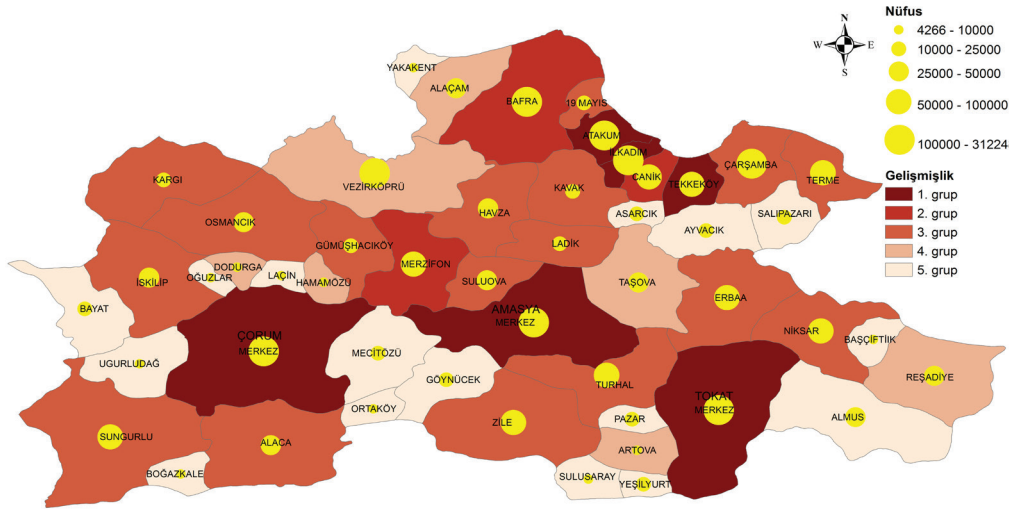 N
W E
S
Nüfus
4266 - 10000
10000 - 25000
25000 - 50000
50000 - 100000
100000 - 31224
Gelişmişlik
1. grup
2. grup
3. grup
4. grup
5. grup
YAKAKENT
ALAÇAM
BAFRA
19 MAYIS
ATAKUM
İLKADIM
CANİK
TEKKEKÖY
ÇARŞAMBA
TERME
KARGI
VEZİRKÖPRÜ
KAVAK
ASARCIK
SALIPAZARI
OSMANCIK
HAVZA
AYVACIK
GÜMÜŞHACIKÖY
LADİK
MERZİFON
DODURGA
OĞUZLAR
LAÇİN
HAMAMÖZÜ
İSKİLİP
SULUOVA
TAŞOVA
ERBAA
BAYAT
AMASYA
MERKEZ
NİKSAR
BAŞÇİFTLİK
ÇORUM
MERKEZ
MECİTÖZÜ
UGURLUDAĞ
GÖYNÜCEK
TURHAL
REŞADİYE
TOKAT
MERKEZ
ORTAKÖY
PAZAR
ALMUS
ZİLE
SUNGURLU
ALACA
ARTOVA
BOĞAZKALE
SULUSARAY
YEŞİLYURT